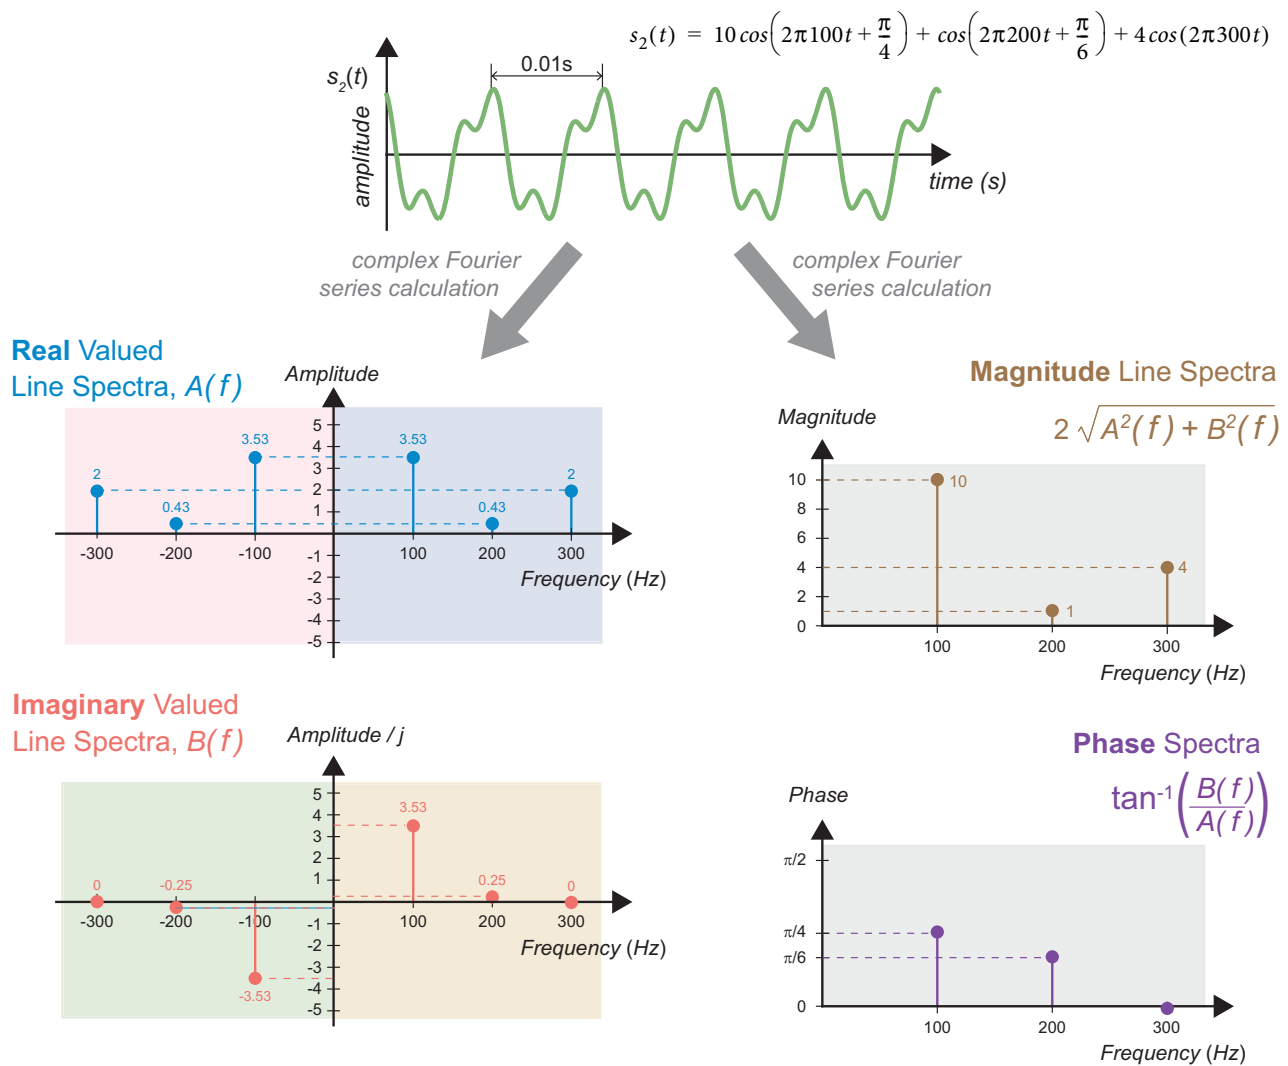 s₂(t) = 10 cos(2π100t + π/4) + cos(2π200t + π/6) + 4 cos(2π300t)
s₂(t)
0.01s
amplitude
time (s)
complex Fourier
series calculation
complex Fourier
series calculation
Real Valued
Line Spectra, A(f)
Amplitude
5
4
3
2
1
-1
-2
-3
-4
-5
2
0.43
3.53
3.53
0.43
2
-300
-200
-100
100
200
300
Frequency (Hz)
Magnitude Line Spectra
2 √A²(f) + B²(f)
Magnitude
10
8
6
4
2
0
10
1
4
100
200
300
Frequency (Hz)
Imaginary Valued
Line Spectra, B(f)
Amplitude / j
5
4
3
2
1
-1
-2
-3
-4
-5
0
-0.25
-3.53
3.53
0.25
0
-300
-200
-100
100
200
300
Frequency (Hz)
Phase Spectra
tan⁻¹(B(f)/A(f))
Phase
π/2
π/4
π/6
0
100
200
300
Frequency (Hz)